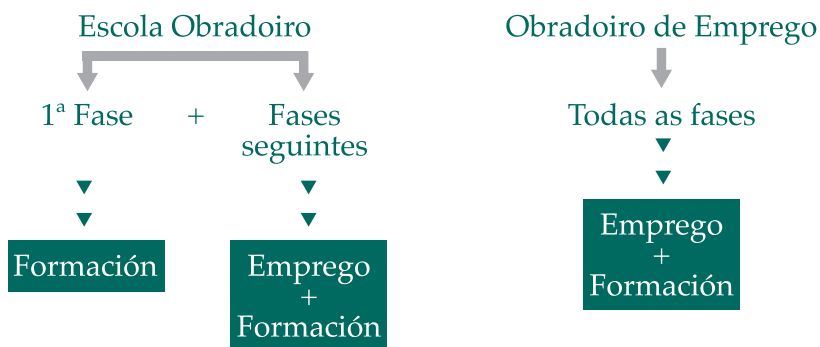 Escola Obradoiro
1ª Fase + Fases
seguintes
Formación
Emprego
+
Formación
Obradoiro de Emprego
Todas as fases
Emprego
+
Formación